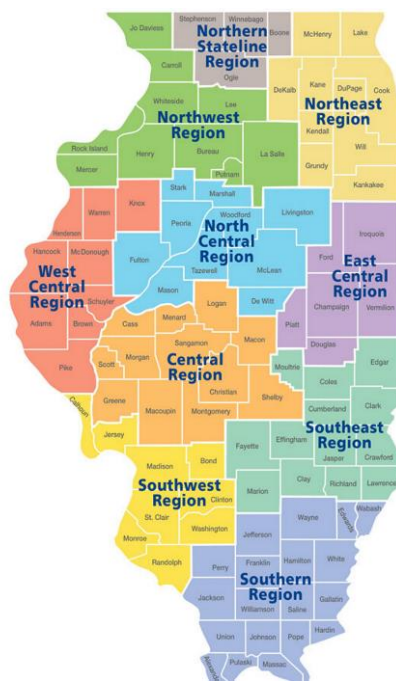 Jo Daviess
Stephenson
Winnebago
Boone
McHenry
Lake
Northern
Stateline
Region
Carroll
Ogle
DeKalb
Kane
DuPage
Cook
Northeast
Region
Whiteside
Lee
Northwest
Region
Kendall
Will
Rock Island
Henry
Bureau
La Salle
Grundy
Mercer
Putnam
Kankakee
Stark
Marshall
Knox
Warren
Henderson
Peoria
Woodford
Livingston
Iroquois
North
Central
Region
Ford
Hancock
McDonough
Fulton
Tazewell
McLean
West
Central
Region
East
Central
Region
Mason
Schuyler
Logan
De Witt
Champaign
Vermilion
Adams
Brown
Cass
Menard
Piatt
Macon
Sangamon
Douglas
Morgan
Central
Region
Moultrie
Edgar
Pike
Scott
Christian
Coles
Greene
Shelby
Macoupin
Montgomery
Cumberland
Clark
Calhoun
Southeast
Region
Jersey
Fayette
Effingham
Jasper
Crawford
Madison
Bond
Clay
Richland
Lawrence
Southwest
Region
Clinton
Marion
St. Clair
Washington
Wayne
Edwards
Wabash
Monroe
Jefferson
Randolph
Perry
Franklin
Hamilton
White
Southern
Region
Jackson
Williamson
Saline
Gallatin
Union
Johnson
Pope
Hardin
Alexander
Pulaski
Massac